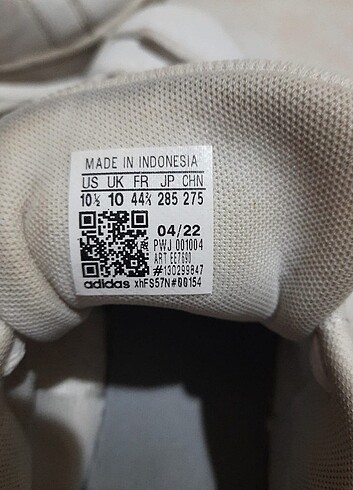 MADE IN INDONESIA
US UK FR JP CHN
10½ 10 44⅔ 285 275
04/22
PWJ 001004
ART EE7690
#130299847
adidas xhFS57N#00154